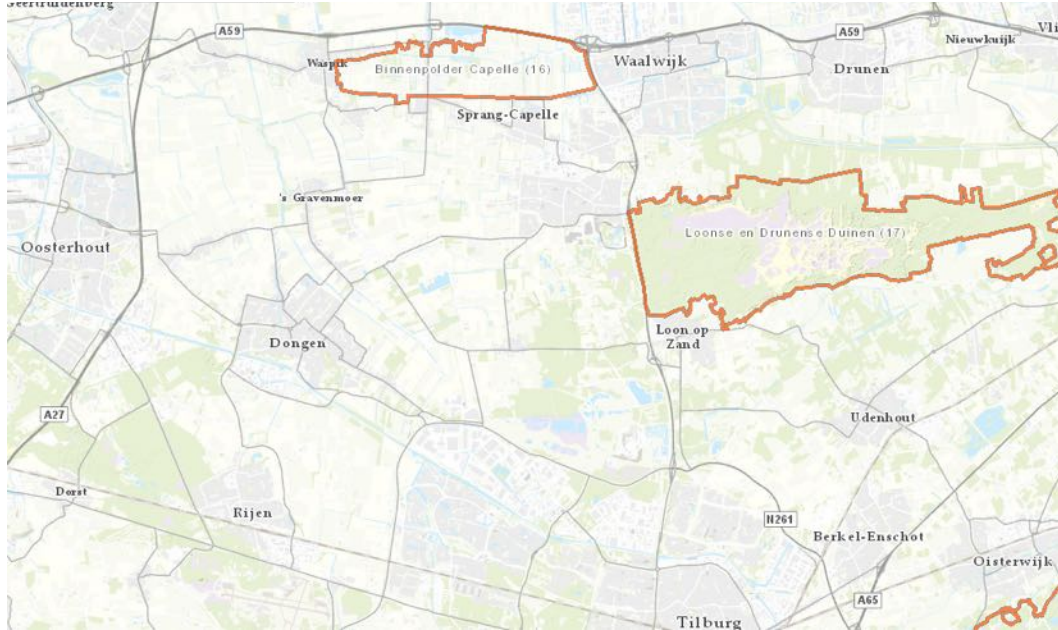 Geertruidenberg
A59
A59
Vli
Nieuwkuijk
Waspik
Binnenpolder Capelle (16)
Waalwijk
Drunen
Sprang-Capelle
's Gravenmoer
Loonse en Drunense Duinen (17)
Oosterhout
Loon op
Zand
Dongen
A27
Udenhout
Dorst
Rijen
N261
Berkel-Enschot
Oisterwijk
A65
Tilburg